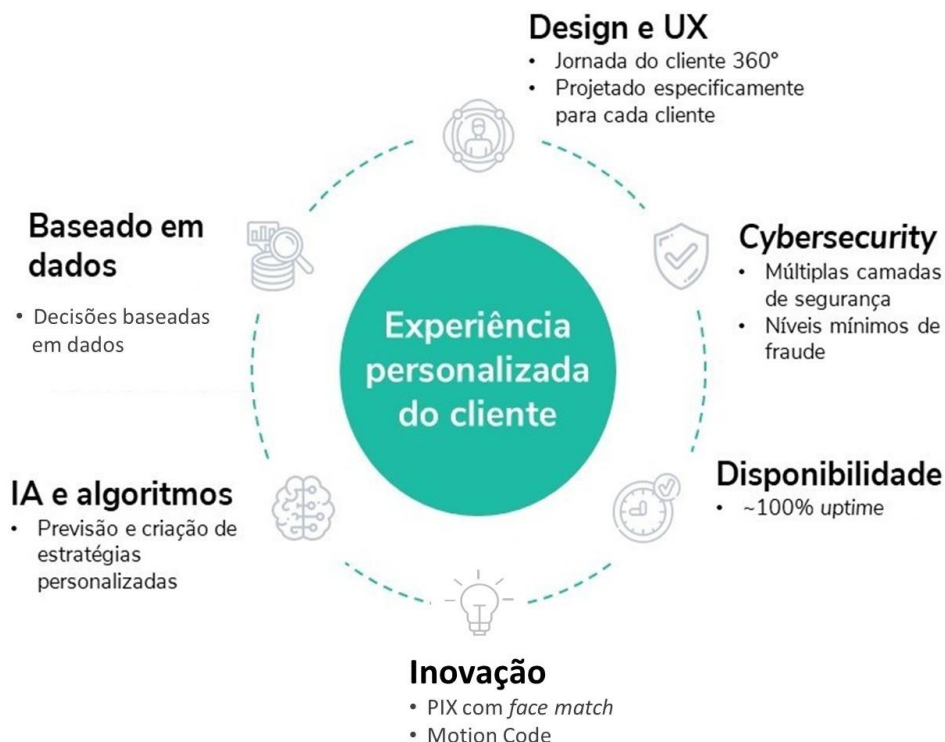 Design e UX
• Jornada do cliente 360°
• Projetado especificamente
para cada cliente
Baseado em
dados
• Decisões baseadas
em dados
Cybersecurity
• Múltiplas camadas
de segurança
• Níveis mínimos de
fraude
Experiência
personalizada
do cliente
IA e algoritmos
• Previsão e criação de
estratégias
personalizadas
Disponibilidade
• ~100% uptime
Inovação
• PIX com face match
• Motion Code